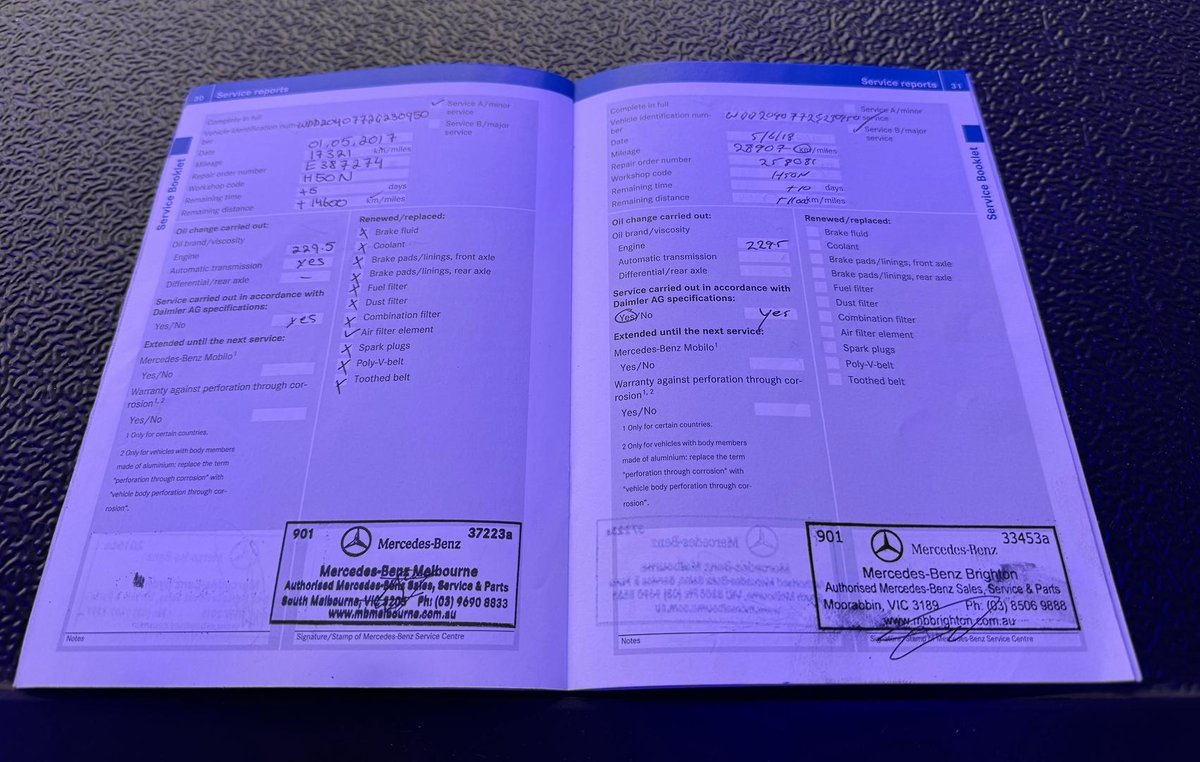 30 Service reports
Complete in full
Vehicle identification num-
ber
✓ Service A/minor
service
Service B/major
service
Date 01.05.2017
Mileage 17321 km/miles
Repair order number E387274
Workshop code H50N
Remaining time +5 days
Remaining distance +14600 km/miles
Service Booklet
Oil change carried out:
Oil brand/viscosity
Engine 229.5
Automatic transmission yes
Differential/rear axle –
Service carried out in accordance with
Daimler AG specifications:
Yes/No yes
Extended until the next service:
Mercedes-Benz Mobilo1
Yes/No
Warranty against perforation through cor-
rosion1, 2
Yes/No
1 Only for certain countries.
2 Only for vehicles with body members
made of aluminium: replace the term
"perforation through corrosion" with
"vehicle body perforation through cor-
rosion".
Renewed/replaced:
X Brake fluid
X Coolant
X Brake pads/linings, front axle
X Brake pads/linings, rear axle
X Fuel filter
X Dust filter
X Combination filter
✓ Air filter element
X Spark plugs
X Poly-V-belt
X Toothed belt
901 37223a
Mercedes-Benz
Mercedes-Benz Melbourne
Authorised Mercedes-Benz Sales, Service & Parts
South Melbourne, VIC 3205 Ph: (03) 9690 8833
www.mbmelbourne.com.au
Notes
Signature/Stamp of Mercedes-Benz Service Centre
Service reports 31
Complete in full
Vehicle identification num-
ber
Service A/minor
service
✓ Service B/major
service
Date 5/6/18
Mileage 28707 km/miles
Repair order number
Workshop code H50N
Remaining time +10 days
Remaining distance km/miles
Service Booklet
Oil change carried out:
Oil brand/viscosity
Engine 229.5
Automatic transmission
Differential/rear axle
Service carried out in accordance with
Daimler AG specifications:
Yes/No Yes
Extended until the next service:
Mercedes-Benz Mobilo1
Yes/No
Warranty against perforation through cor-
rosion1, 2
Yes/No
1 Only for certain countries.
2 Only for vehicles with body members
made of aluminium: replace the term
"perforation through corrosion" with
"vehicle body perforation through cor-
rosion".
Renewed/replaced:
Brake fluid
Coolant
Brake pads/linings, front axle
Brake pads/linings, rear axle
Fuel filter
Dust filter
Combination filter
Air filter element
Spark plugs
Poly-V-belt
Toothed belt
901 33453a
Mercedes-Benz
Mercedes-Benz Brighton
Authorised Mercedes-Benz Sales, Service & Parts
Moorabbin, VIC 3189 Ph: (03) 8506 9888
www.mbbrighton.com.au
Notes
Signature/Stamp of Mercedes-Benz Service Centre